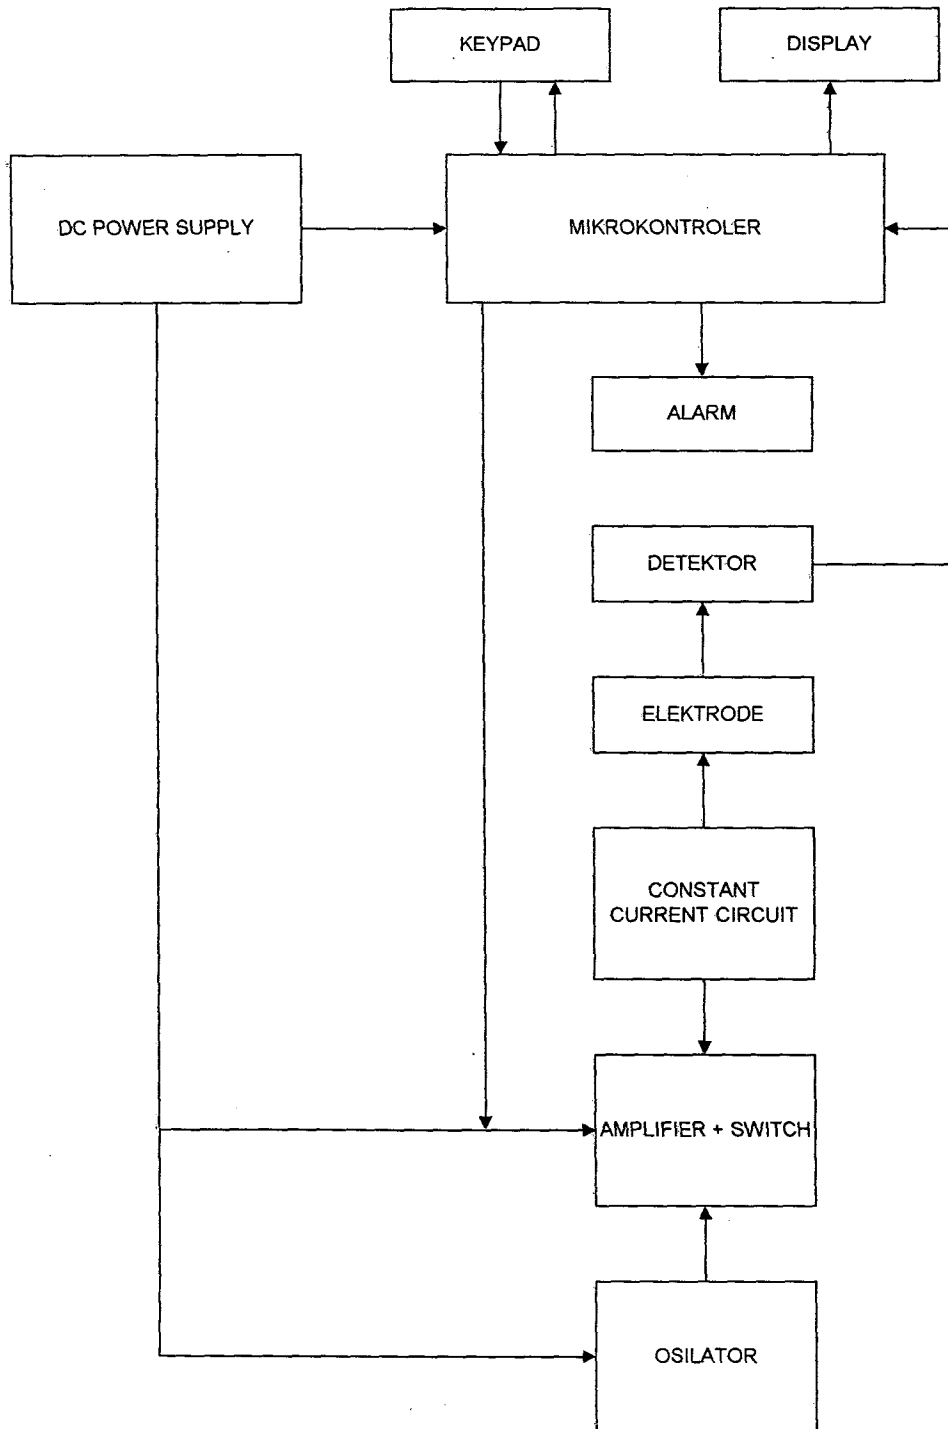 KEYPAD
DISPLAY
DC POWER SUPPLY
MIKROKONTROLER
ALARM
DETEKTOR
ELEKTRODE
CONSTANT
CURRENT CIRCUIT
AMPLIFIER + SWITCH
OSILATOR